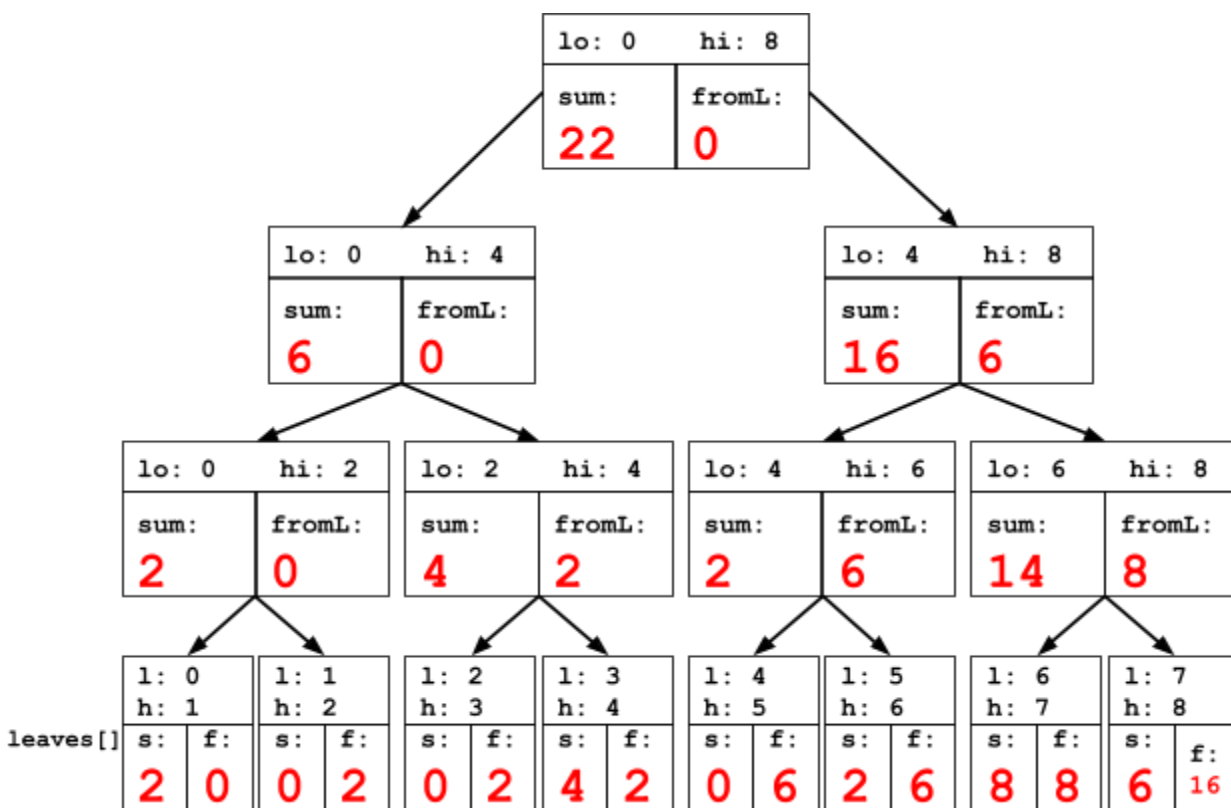 lo: 0 hi: 8
sum: fromL:
22 0
lo: 0 hi: 4 lo: 4 hi: 8
sum: fromL: sum: fromL:
6 0 16 6
lo: 0 hi: 2 lo: 2 hi: 4 lo: 4 hi: 6 lo: 6 hi: 8
sum: fromL: sum: fromL: sum: fromL: sum: fromL:
2 0 4 2 2 6 14 8
l: 0 l: 1 l: 2 l: 3 l: 4 l: 5 l: 6 l: 7
h: 1 h: 2 h: 3 h: 4 h: 5 h: 6 h: 7 h: 8
leaves[] s: f: s: f: s: f: s: f: s: f: s: f: s: f: s: f:
2 0 0 2 0 2 4 2 0 6 2 6 8 8 6 16